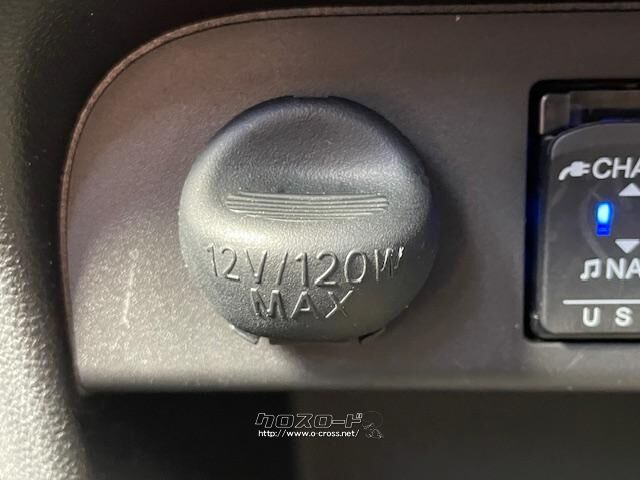 12V/120W
MAX
CHA
NA
U S
クロスロード
http://www.o-cross.net/